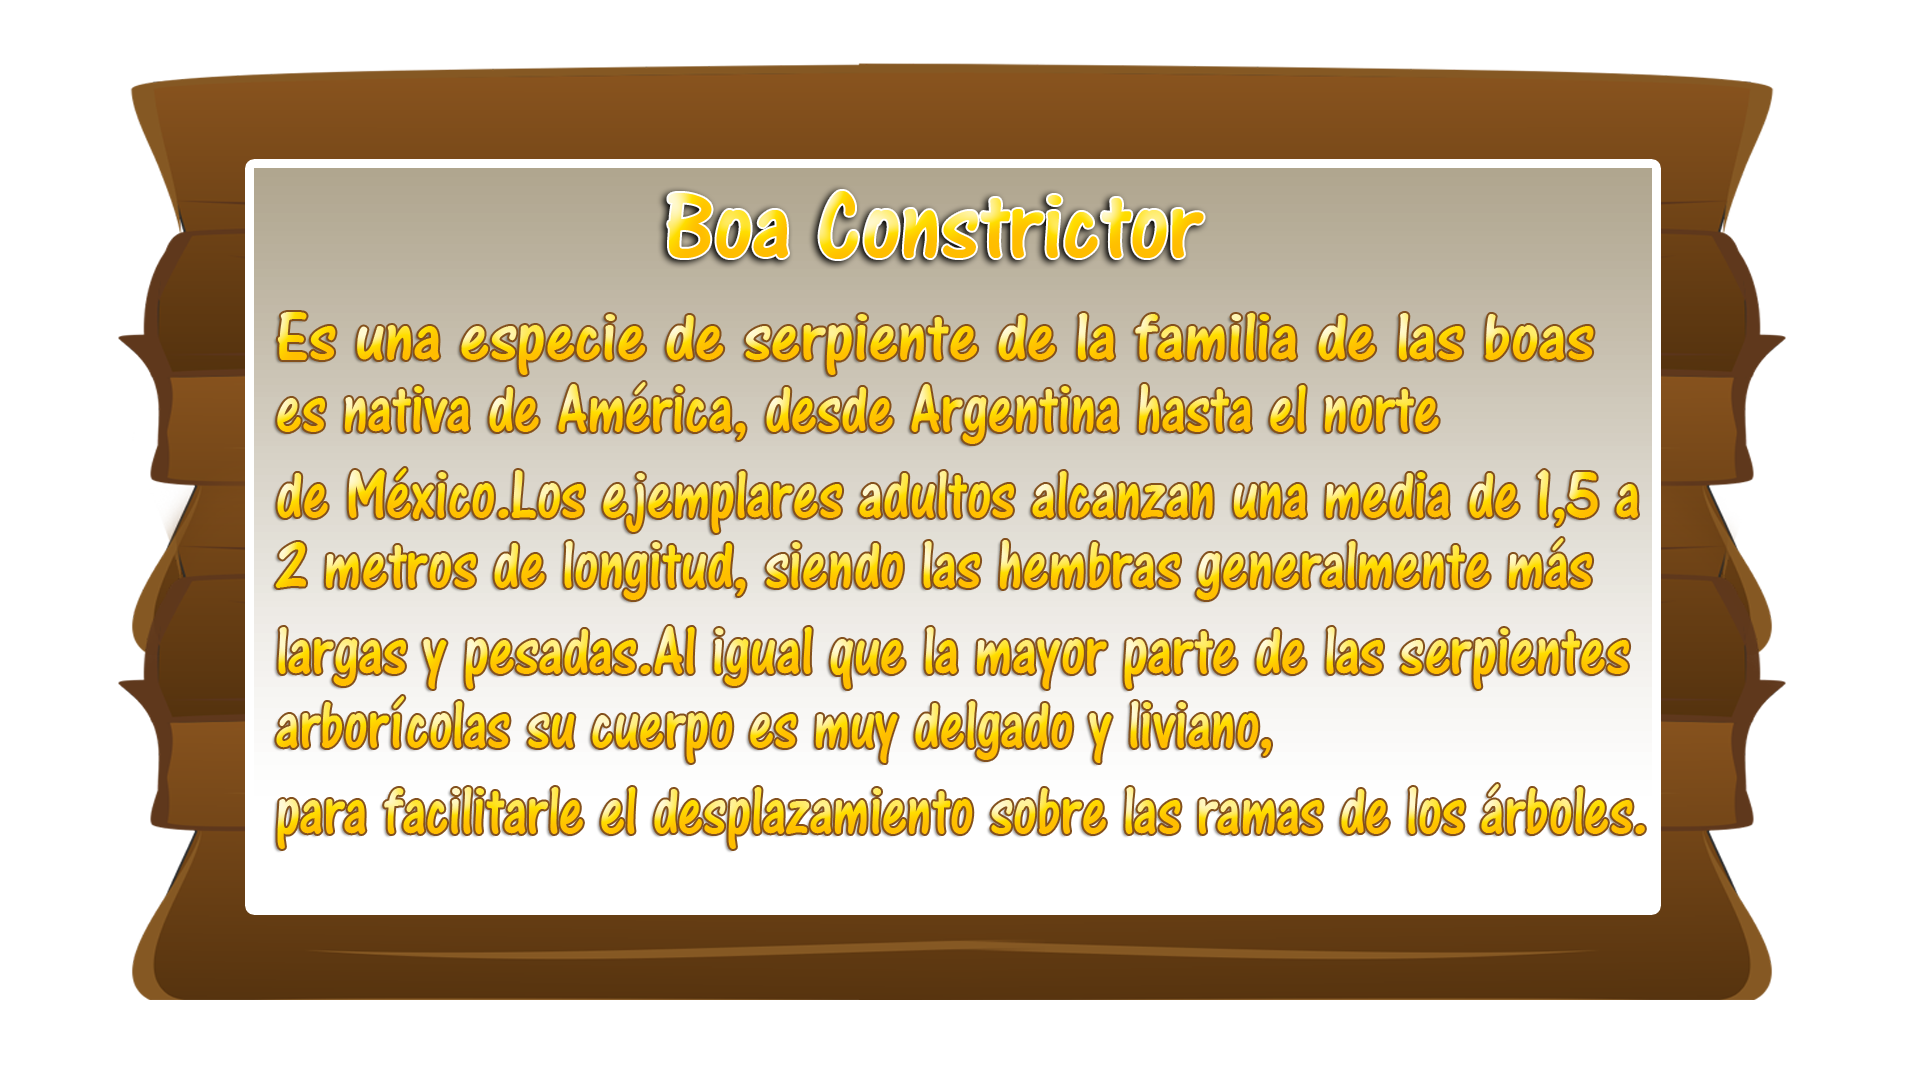 Boa Constrictor
Es una especie de serpiente de la familia de las boas
es nativa de América, desde Argentina hasta el norte
de México.Los ejemplares adultos alcanzan una media de 1,5 a
2 metros de longitud, siendo las hembras generalmente más
largas y pesadas.Al igual que la mayor parte de las serpientes
arborícolas su cuerpo es muy delgado y liviano,
para facilitarle el desplazamiento sobre las ramas de los árboles.